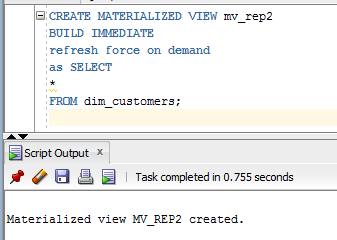 CREATE MATERIALIZED VIEW mv_rep2
BUILD IMMEDIATE
refresh force on demand
as SELECT
*
FROM dim_customers;
Script Output x
Task completed in 0.755 seconds
Materialized view MV_REP2 created.